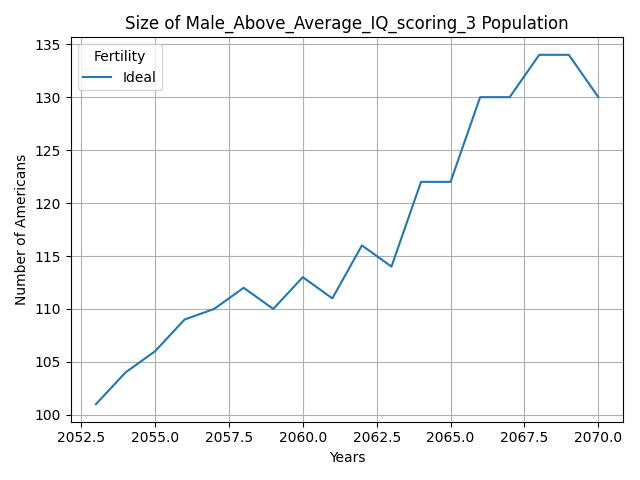 Size of Male_Above_Average_IQ_scoring_3 Population
Fertility
Ideal
Number of Americans
135
130
125
120
115
110
105
100
2052.5 2055.0 2057.5 2060.0 2062.5 2065.0 2067.5 2070.0
Years